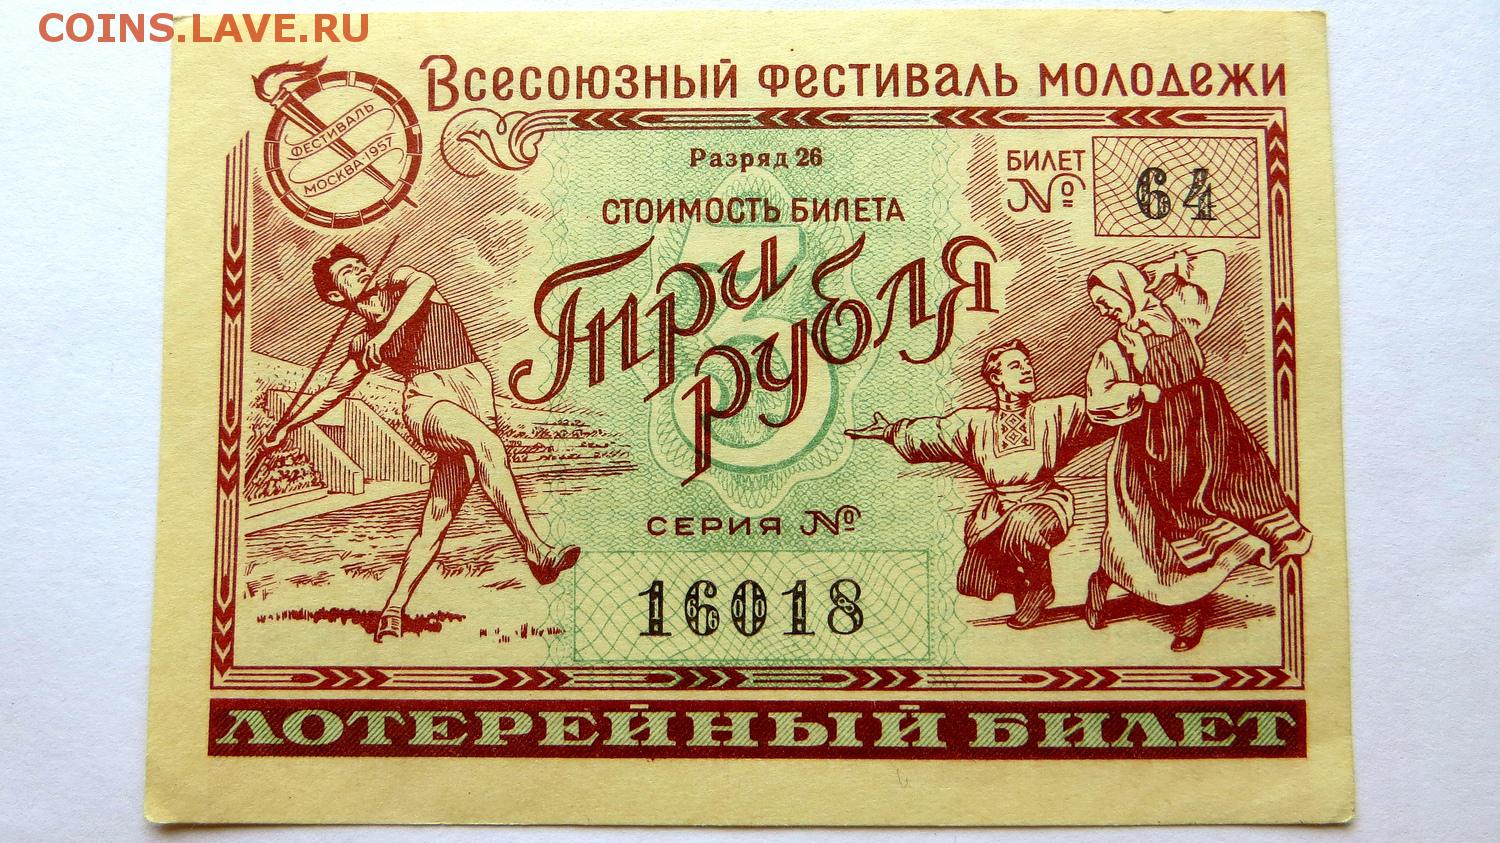 COINS.LAVE.RU
Всесоюзный фестиваль молодежи
ФЕСТИВАЛЬ
МОСКВА·1957
Разряд 26
БИЛЕТ
№
64
СТОИМОСТЬ БИЛЕТА
3
Три
рубля
СЕРИЯ №
16018
ЛОТЕРЕЙНЫЙ БИЛЕТ